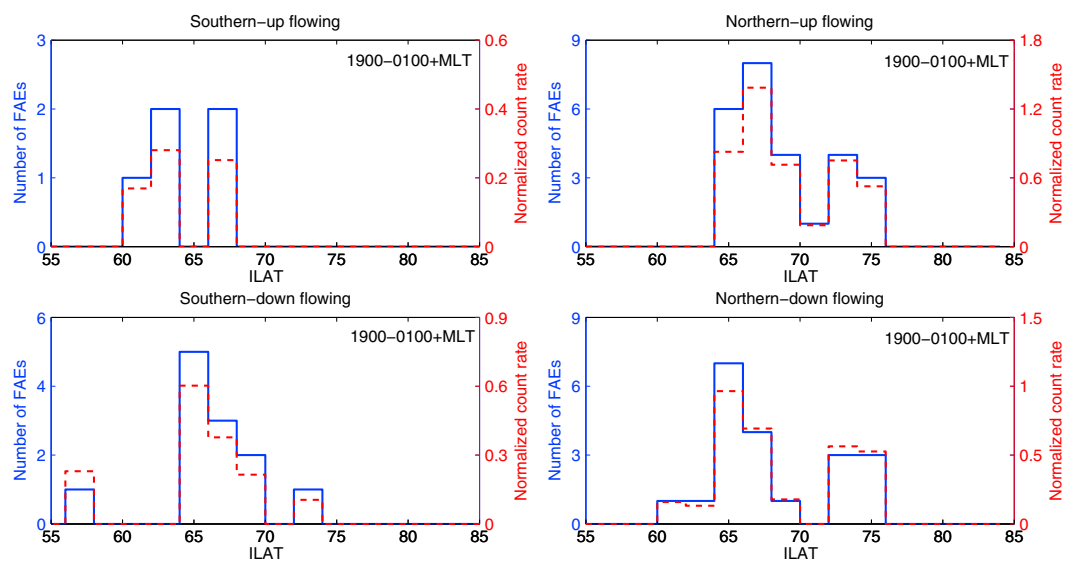 Southern−up flowing
3
2
1
0
Number of FAEs
1900−0100+MLT
0.6
0.4
0.2
0
Normalized count rate
55 60 65 70 75 80 85
ILAT
Northern−up flowing
9
6
3
0
Number of FAEs
1900−0100+MLT
1.8
1.2
0.6
0
Normalized count rate
55 60 65 70 75 80 85
ILAT
Southern−down flowing
6
4
2
0
Number of FAEs
1900−0100+MLT
0.9
0.6
0.3
0
Normalized count rate
55 60 65 70 75 80 85
ILAT
Northern−down flowing
9
6
3
0
Number of FAEs
1900−0100+MLT
1.5
1
0.5
0
Normalized count rate
55 60 65 70 75 80 85
ILAT